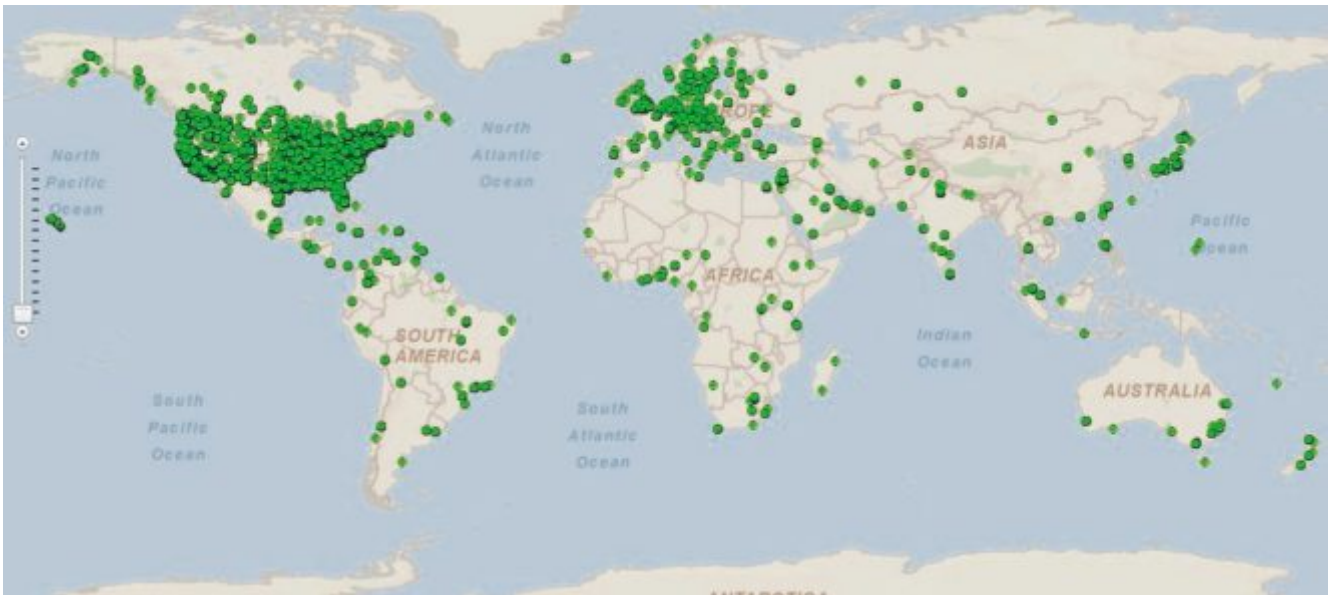 North
Pacific
Ocean
North
Atlantic
Ocean
ASIA
Pacific
Ocean
AFRICA
SOUTH
AMERICA
Indian
Ocean
AUSTRALIA
South
Pacific
Ocean
South
Atlantic
Ocean